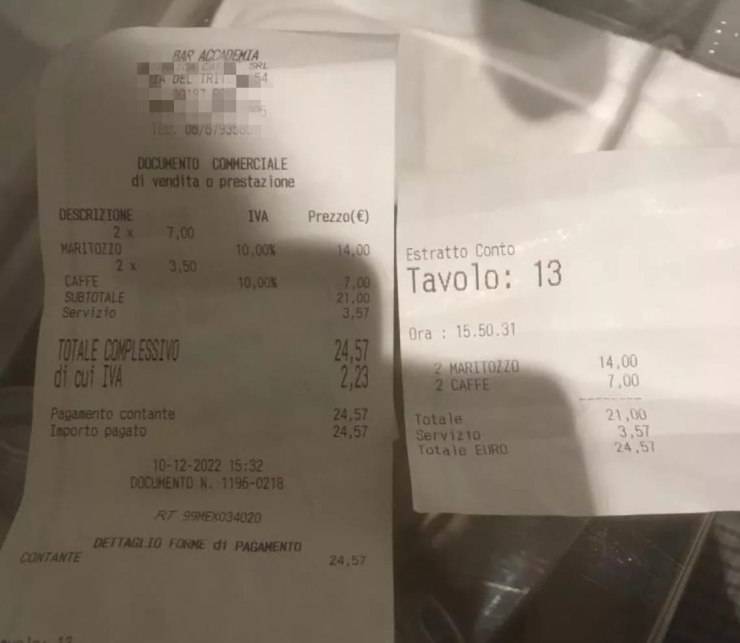 BAR ACCADEMIA
SRL
DEL 54
DOCUMENTO COMMERCIALE
di vendita o prestazione
DESCRIZIONE IVA Prezzo(€)
2 x 7,00
MARITOZZO 10,00% 14,00
2 x 3,50
CAFFE 10,00% 7,00
SUBTOTALE 21,00
Servizio 3,57
TOTALE COMPLESSIVO 24,57
di cui IVA 2,23
Pagamento contante 24,57
Importo pagato 24,57
10-12-2022 15:32
DOCUMENTO N. 1196-0218
RT 99MEX034020
DETTAGLIO FORME di PAGAMENTO
CONTANTE 24,57
Estratto Conto
Tavolo: 13
Ora : 15.50.31
2 MARITOZZO 14,00
2 CAFFE 7,00
Totale 21,00
Servizio 3,57
Totale EURO 24,57